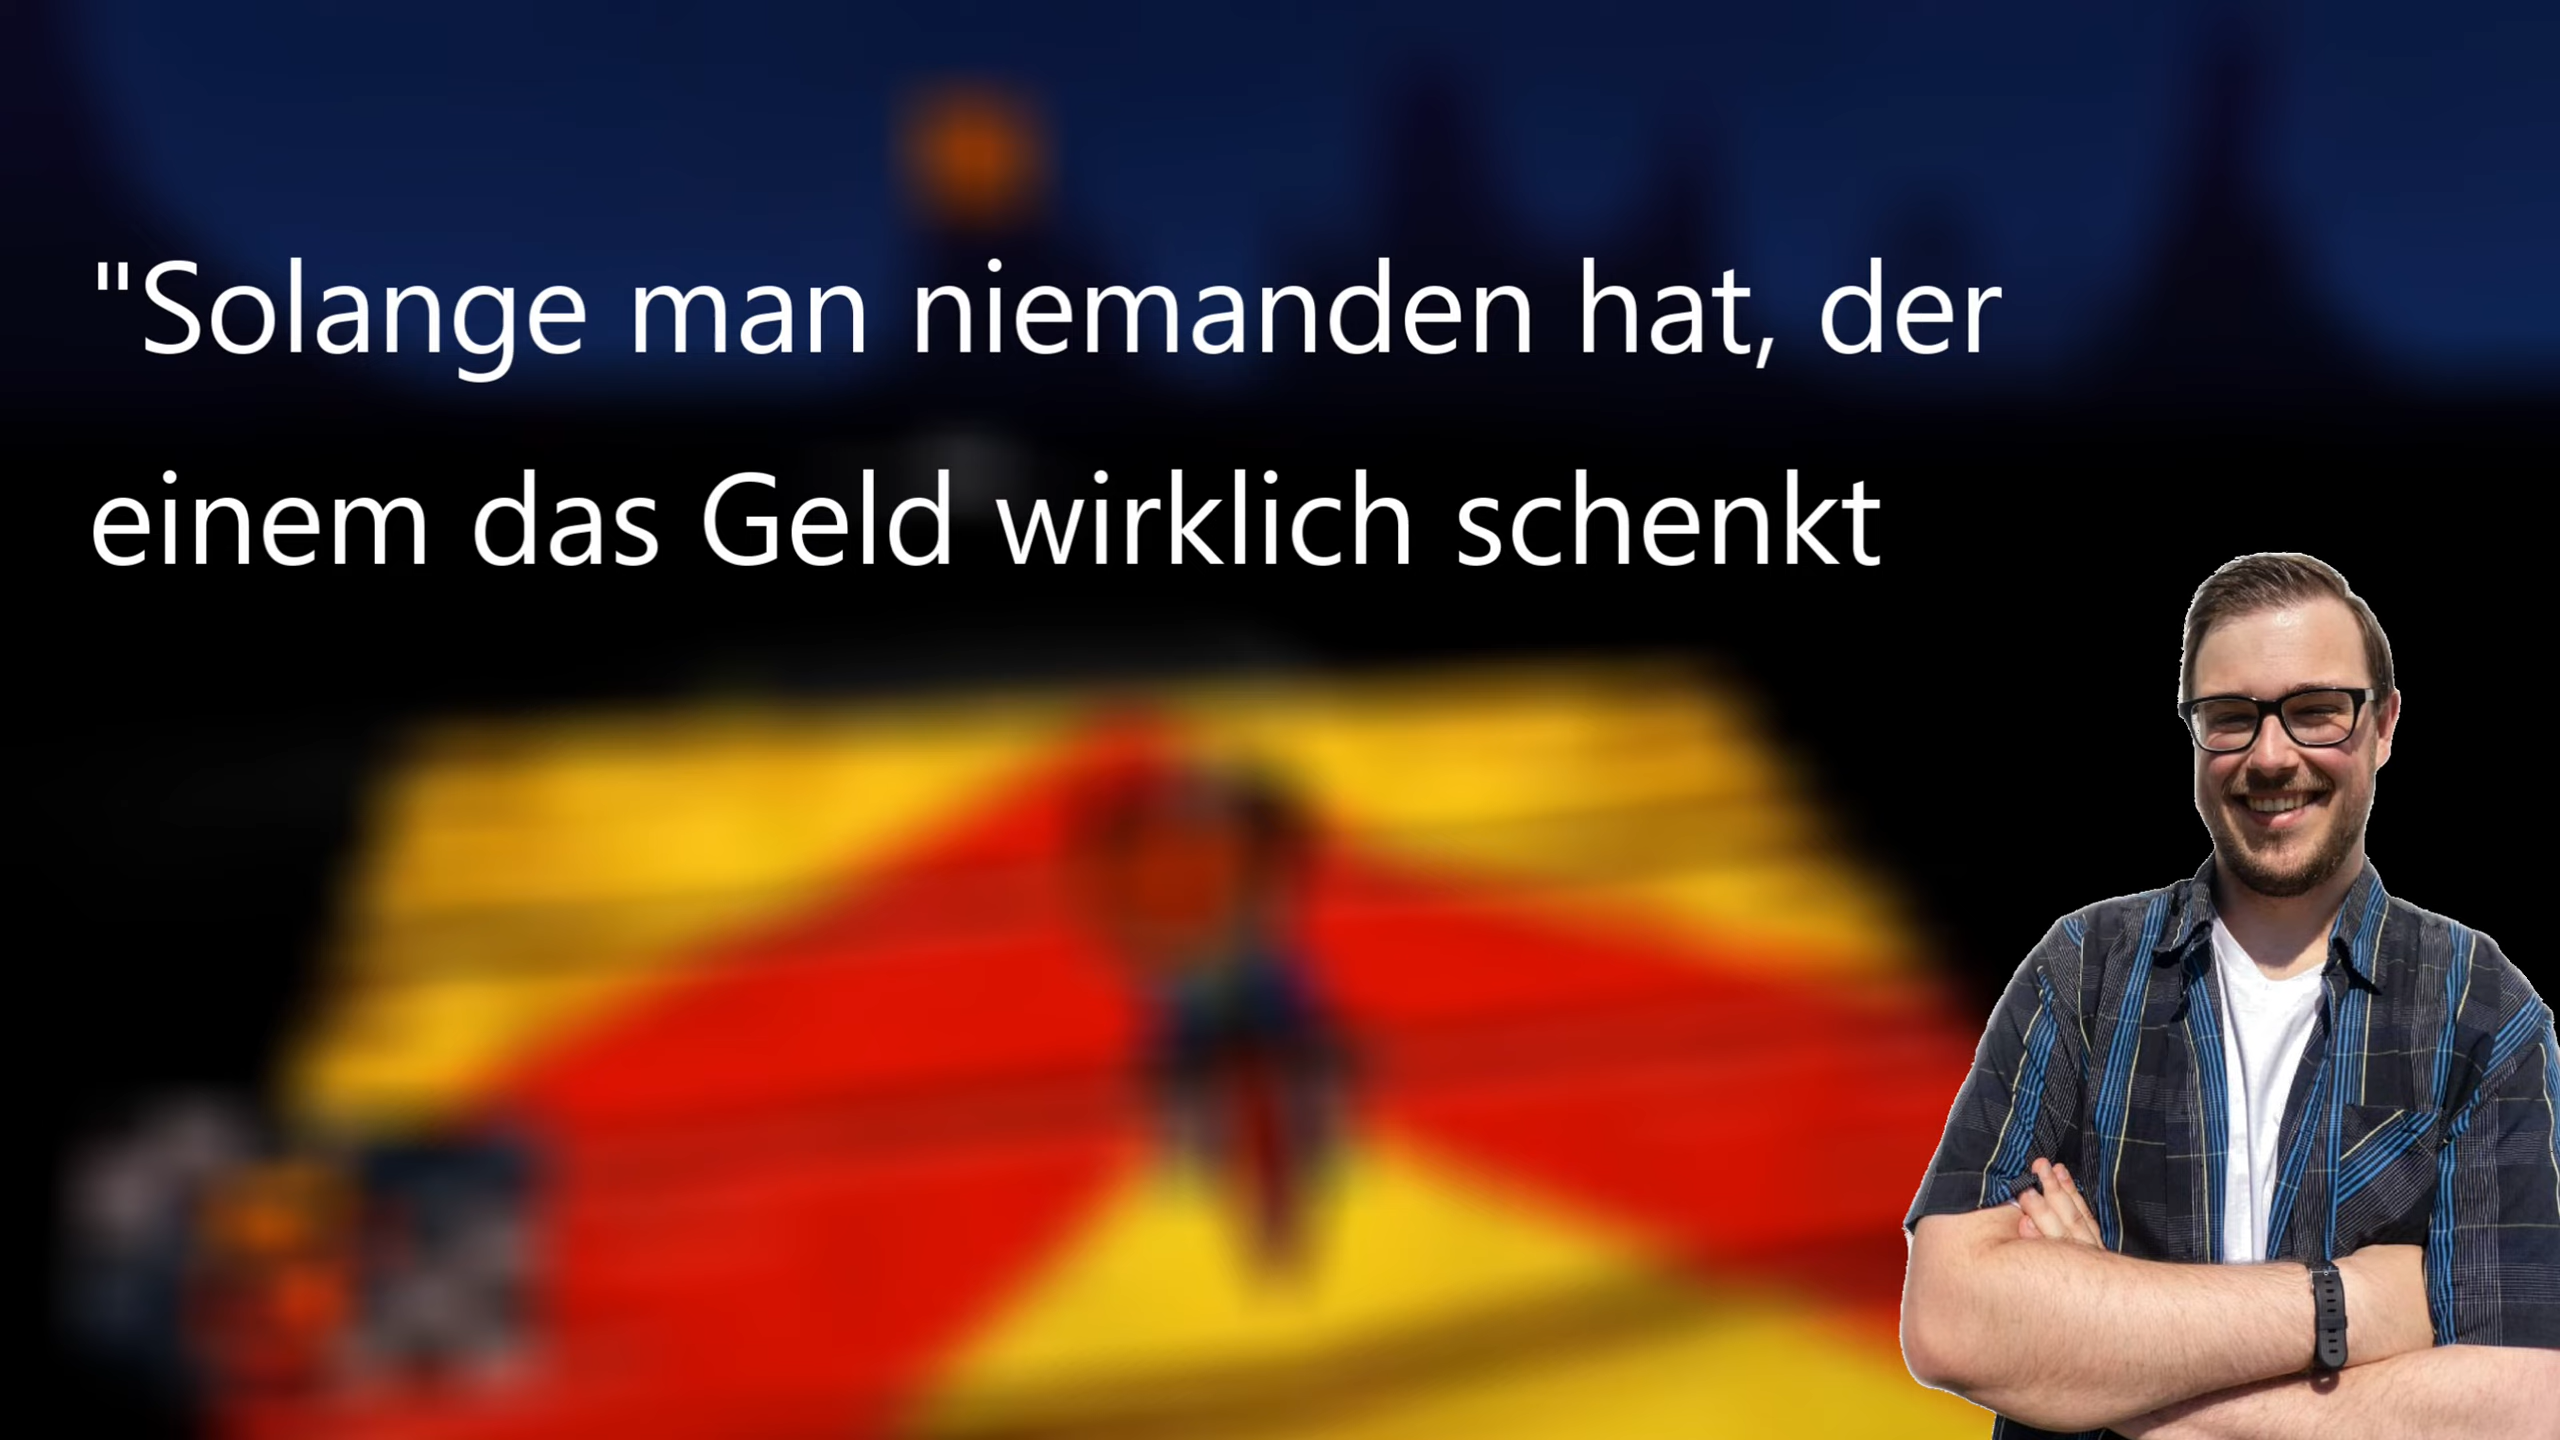 "Solange man niemanden hat, der
einem das Geld wirklich schenkt